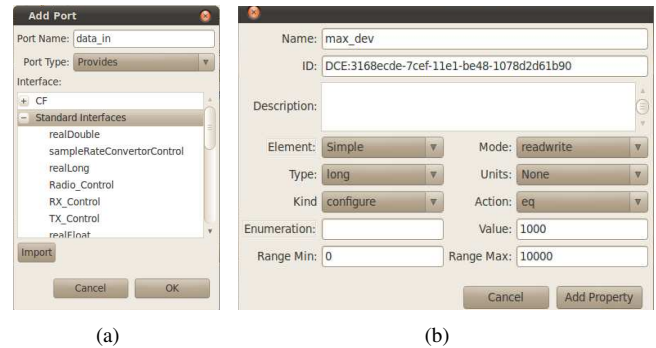 Add Port
Port Name: data_in
Port Type: Provides
Interface:
+ CF
− Standard Interfaces
realDouble
sampleRateConvertorControl
realLong
Radio_Control
RX_Control
TX_Control
realFloat
Import
Cancel OK
(a)
Name: max_dev
ID: DCE:3168ecde-7cef-11e1-be48-1078d2d61b90
Description:
Element: Simple Mode: readwrite
Type: long Units: None
Kind configure Action: eq
Enumeration: Value: 1000
Range Min: 0 Range Max: 10000
Cancel Add Property
(b)